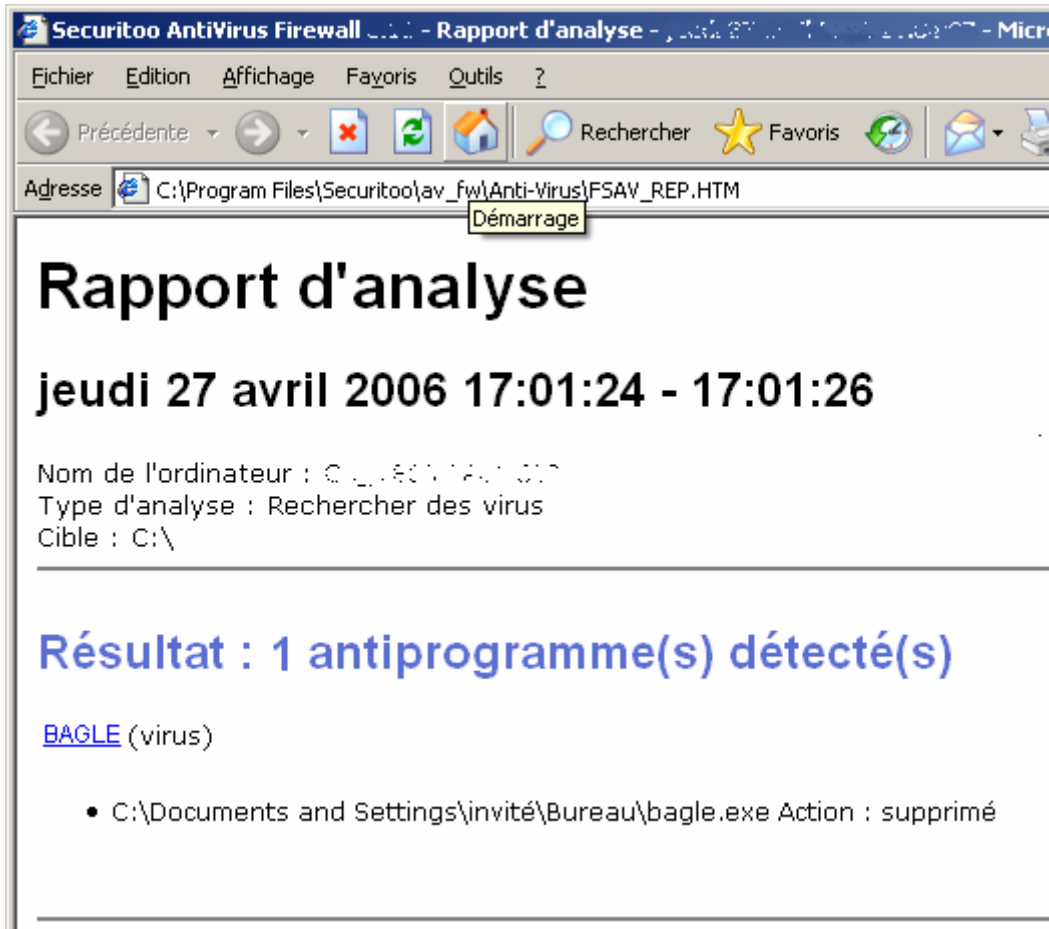 Securitoo AntiVirus Firewall - Rapport d'analyse - - Micr
Fichier Edition Affichage Favoris Outils ?
Précédente Rechercher Favoris
Adresse C:\Program Files\Securitoo\av_fw\Anti-Virus\FSAV_REP.HTM
Démarrage
Rapport d'analyse
jeudi 27 avril 2006 17:01:24 - 17:01:26
Nom de l'ordinateur :
Type d'analyse : Rechercher des virus
Cible : C:\
Résultat : 1 antiprogramme(s) détecté(s)
BAGLE (virus)
• C:\Documents and Settings\invité\Bureau\bagle.exe Action : supprimé